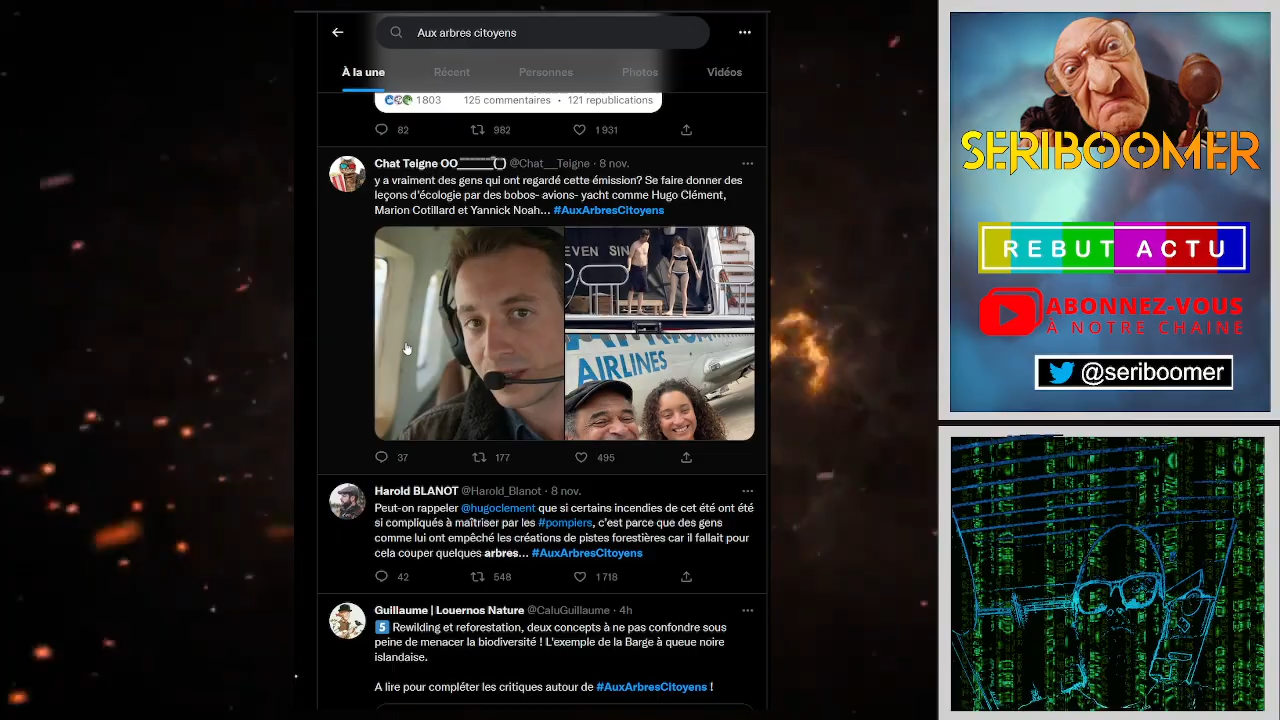 Aux arbres citoyens
À la une
Récent
Personnes
Photos
Vidéos
1 803 125 commentaires • 121 republications
82 982 1 931
Chat Teigne @Chat__Teigne · 8 nov.
y a vraiment des gens qui ont regardé cette émission? Se faire donner des
leçons d'écologie par des bobos- avions- yacht comme Hugo Clément,
Marion Cotillard et Yannick Noah... #AuxArbresCitoyens
EVEN SIN
AIRLINES
37 177 495
Harold BLANOT @Harold_Blanot · 8 nov.
Peut-on rappeler @hugoclement que si certains incendies de cet été ont été
si compliqués à maitriser par les #pompiers, c'est parce que des gens
comme lui ont empêché les créations de pistes forestières car il fallait pour
cela couper quelques arbres... #AuxArbresCitoyens
42 548 1 718
Guillaume | Louernos Nature @CaluGuillaume · 4h
5 Rewilding et reforestation, deux concepts à ne pas confondre sous
peine de menacer la biodiversité ! L'exemple de la Barge à queue noire
islandaise.
A lire pour compléter les critiques autour de #AuxArbresCitoyens !
SERIBOOMER
REBUT ACTU
ABONNEZ-VOUS
À NOTRE CHAINE
@seriboomer